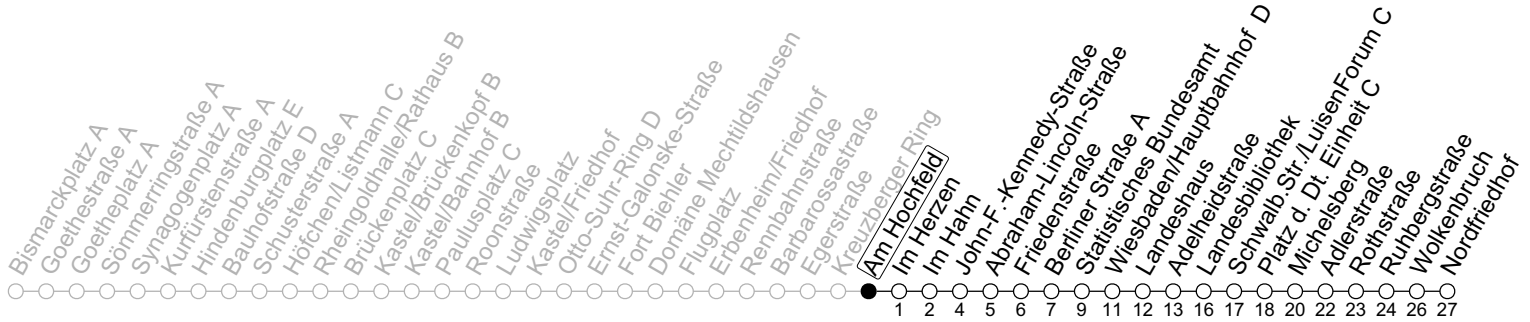 Bismarckplatz A
Goethestraße A
Goetheplatz A
Sömmerringstraße A
Synagogenplatz A
Kurfürstenstraße A
Hindenburgplatz E
Bauhofstraße D
Schusterstraße A
Höfchen/Listmann C
Rheingoldhalle/Rathaus B
Brückenplatz C
Kastel/Brückenkopf B
Kastel/Bahnhof B
Paulusplatz C
Roonstraße
Ludwigsplatz
Kastel/Friedhof
Otto-Suhr-Ring D
Ernst-Galonske-Straße
Fort Biehler
Domäne Mechtildshausen
Flugplatz
Erbenheim/Friedhof
Rennbahnstraße
Barbarossastraße
Egerstraße
Kreuzberger Ring
Am Hochfeld
Im Herzen
Im Hahn
John-F.-Kennedy-Straße
Abraham-Lincoln-Straße
Friedenstraße
Berliner Straße A
Statistisches Bundesamt
Wiesbaden/Hauptbahnhof D
Landeshaus
Adelheidstraße
Landesbibliothek
Schwalb.Str./LuisenForum C
Platz d. Dt. Einheit C
Michelsberg
Adlerstraße
Rothstraße
Ruhbergstraße
Wolkenbruch
Nordfriedhof
1 2 4 5 6 7 9 11 12 13 16 17 18 20 22 23 24 26 27